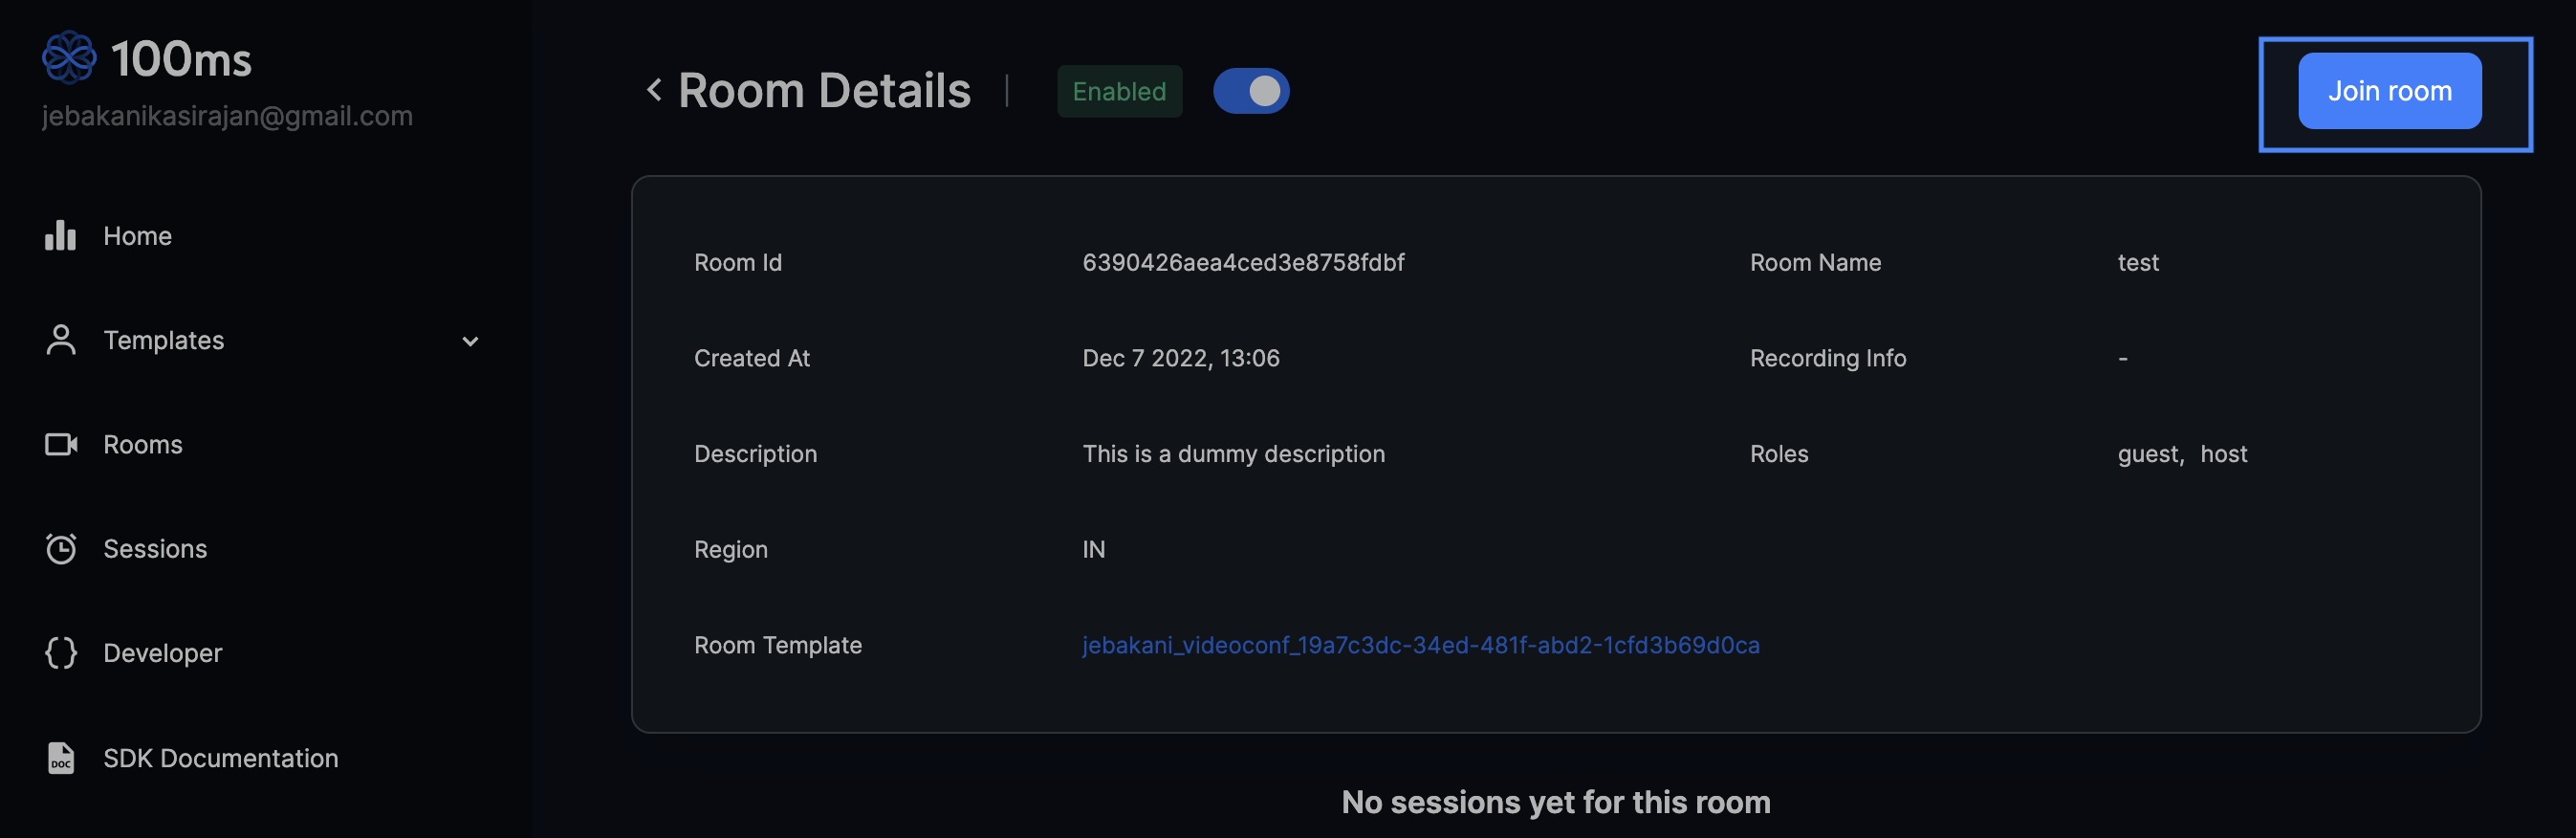 100ms
jebakanikasirajan@gmail.com
Home
Templates
Rooms
Sessions
Developer
DOC SDK Documentation
Room Details | Enabled
Join room
Room Id 6390426aea4ced3e8758fdbf Room Name test
Created At Dec 7 2022, 13:06 Recording Info -
Description This is a dummy description Roles guest, host
Region IN
Room Template jebakani_videoconf_19a7c3dc-34ed-481f-abd2-1cfd3b69d0ca
No sessions yet for this room